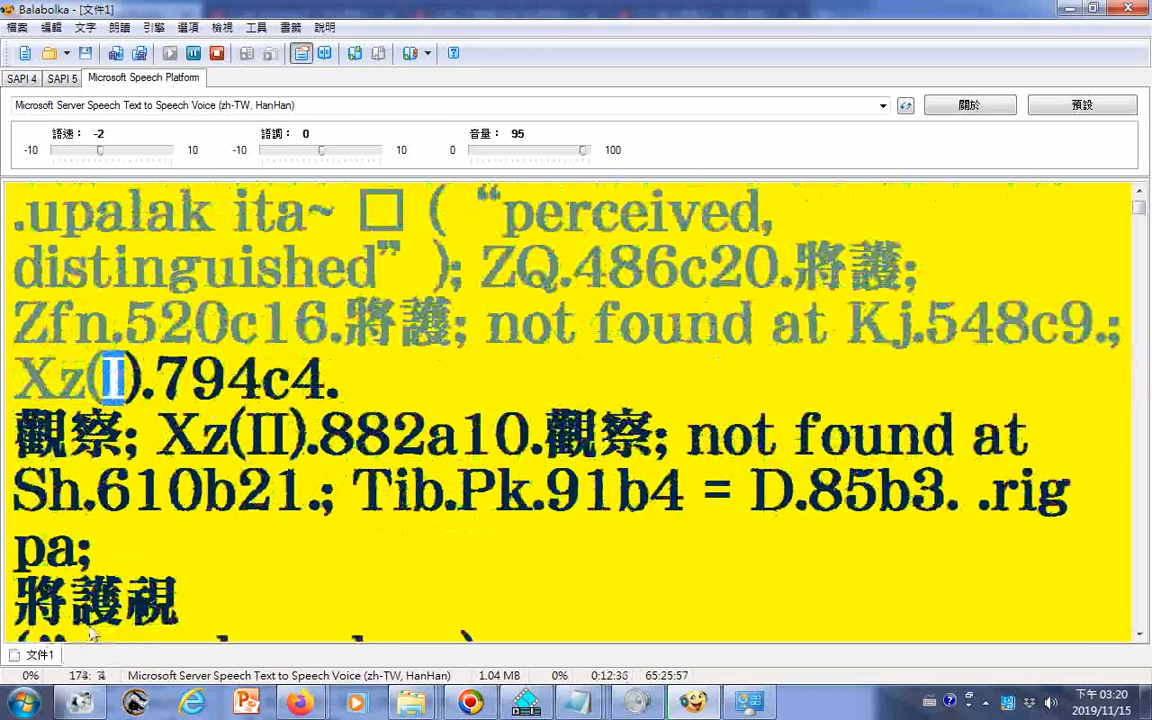 Balabolka - [文件1]
檔案 編輯 文字 朗讀 引擎 選項 檢視 工具 書籤 說明
SAPI 4 SAPI 5 Microsoft Speech Platform
Microsoft Server Speech Text to Speech Voice (zh-TW, HanHan)
關於 預設
語速： -2 語調： 0 音量： 95
-10 10 -10 10 0 100
.upalak ita~ □ ( “perceived,
distinguished” ); ZQ.486c20.將護;
Zfn.520c16.將護; not found at Kj.548c9.;
Xz(II).794c4.
觀察; Xz(II).882a10.觀察; not found at
Sh.610b21.; Tib.Pk.91b4 = D.85b3. .rig
pa;
將護視
文件1
0% Microsoft Server Speech Text to Speech Voice (zh-TW, HanHan) 1.04 MB 0% 0:12:36 65:25:57
下午 03:20
2019/11/15